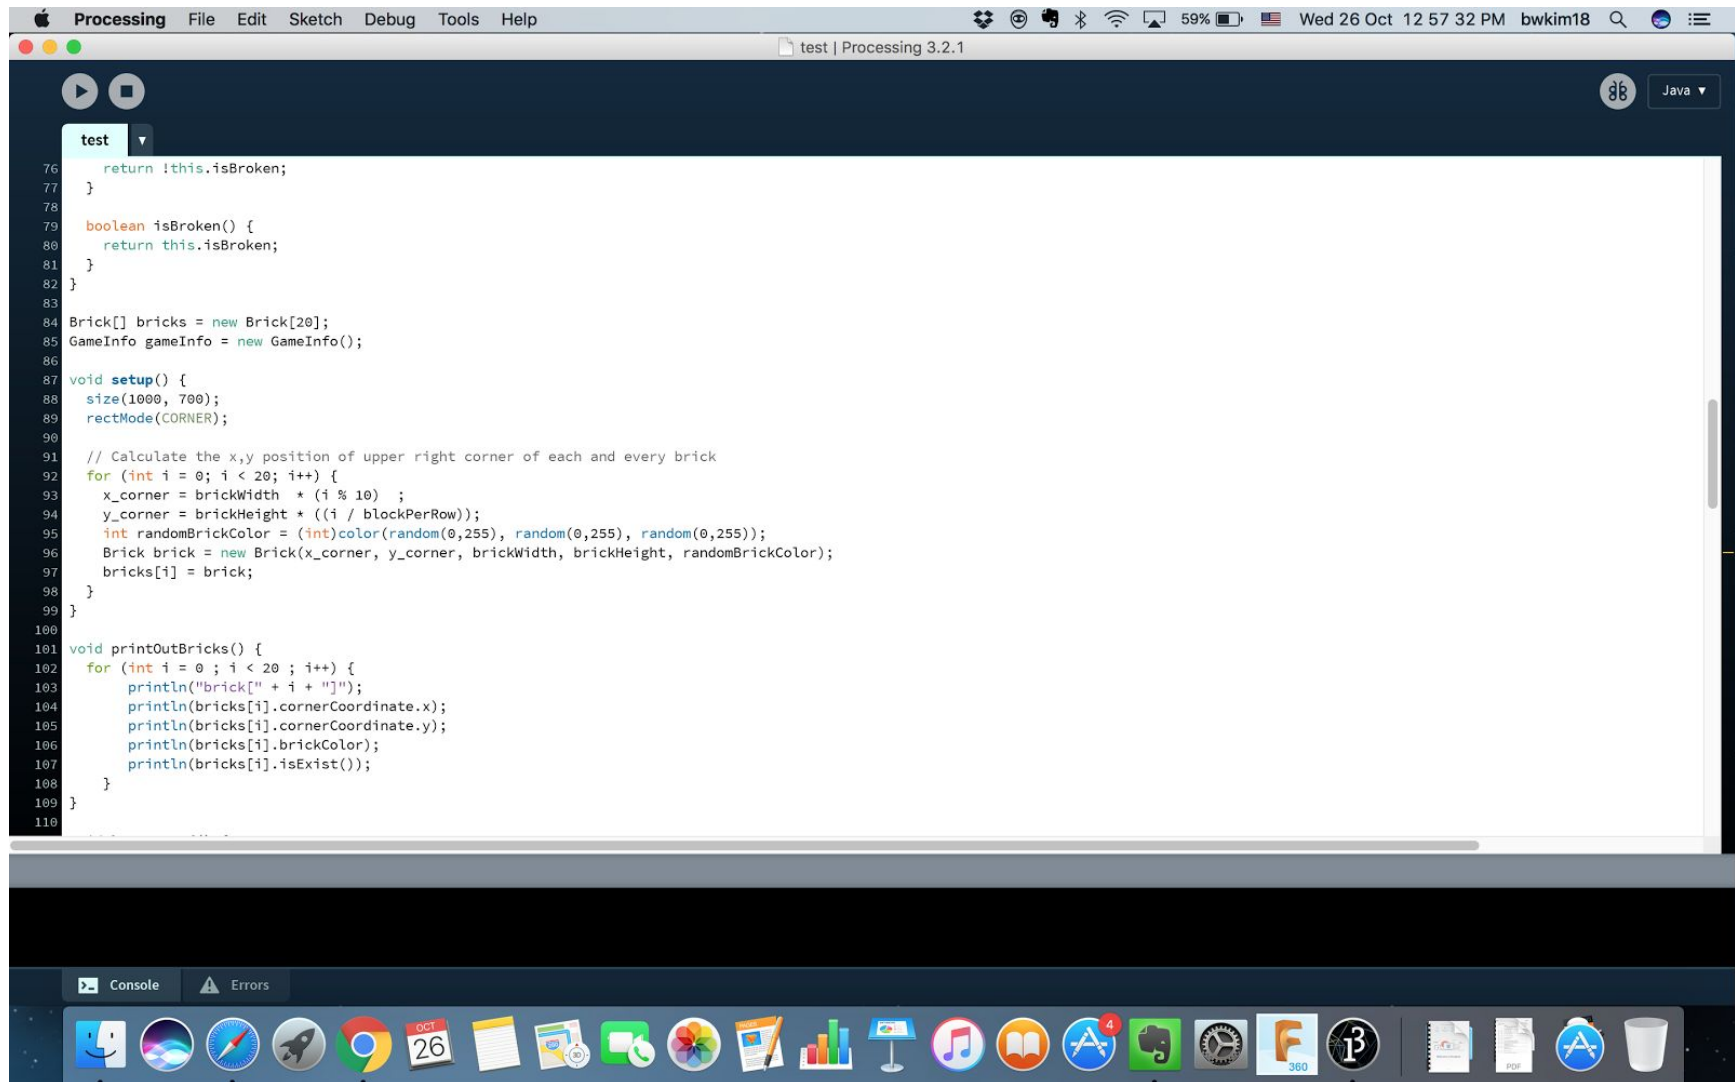 Processing File Edit Sketch Debug Tools Help 59% Wed 26 Oct 12 57 32 PM bwkim18
test | Processing 3.2.1
Java ▼
test ▼
76 return !this.isBroken;
77 }
78
79 boolean isBroken() {
80 return this.isBroken;
81 }
82 }
83
84 Brick[] bricks = new Brick[20];
85 GameInfo gameInfo = new GameInfo();
86
87 void setup() {
88 size(1000, 700);
89 rectMode(CORNER);
90
91 // Calculate the x,y position of upper right corner of each and every brick
92 for (int i = 0; i < 20; i++) {
93 x_corner = brickWidth * (i % 10) ;
94 y_corner = brickHeight * ((i / blockPerRow));
95 int randomBrickColor = (int)color(random(0,255), random(0,255), random(0,255));
96 Brick brick = new Brick(x_corner, y_corner, brickWidth, brickHeight, randomBrickColor);
97 bricks[i] = brick;
98 }
99 }
100
101 void printOutBricks() {
102 for (int i = 0 ; i < 20 ; i++) {
103 println("brick[" + i + "]");
104 println(bricks[i].cornerCoordinate.x);
105 println(bricks[i].cornerCoordinate.y);
106 println(bricks[i].brickColor);
107 println(bricks[i].isExist());
108 }
109 }
110
Console Errors
OCT
26
PAGES
3D
4
360
PDF